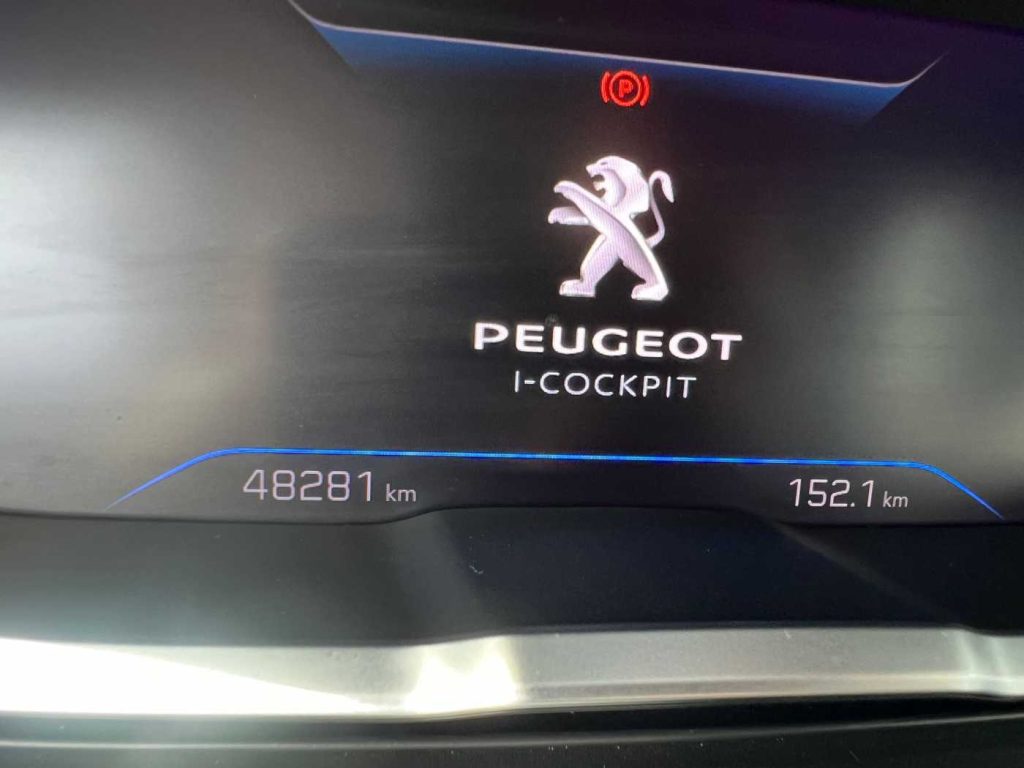 P
PEUGEOT
I-COCKPIT
48281 km
152.1 km